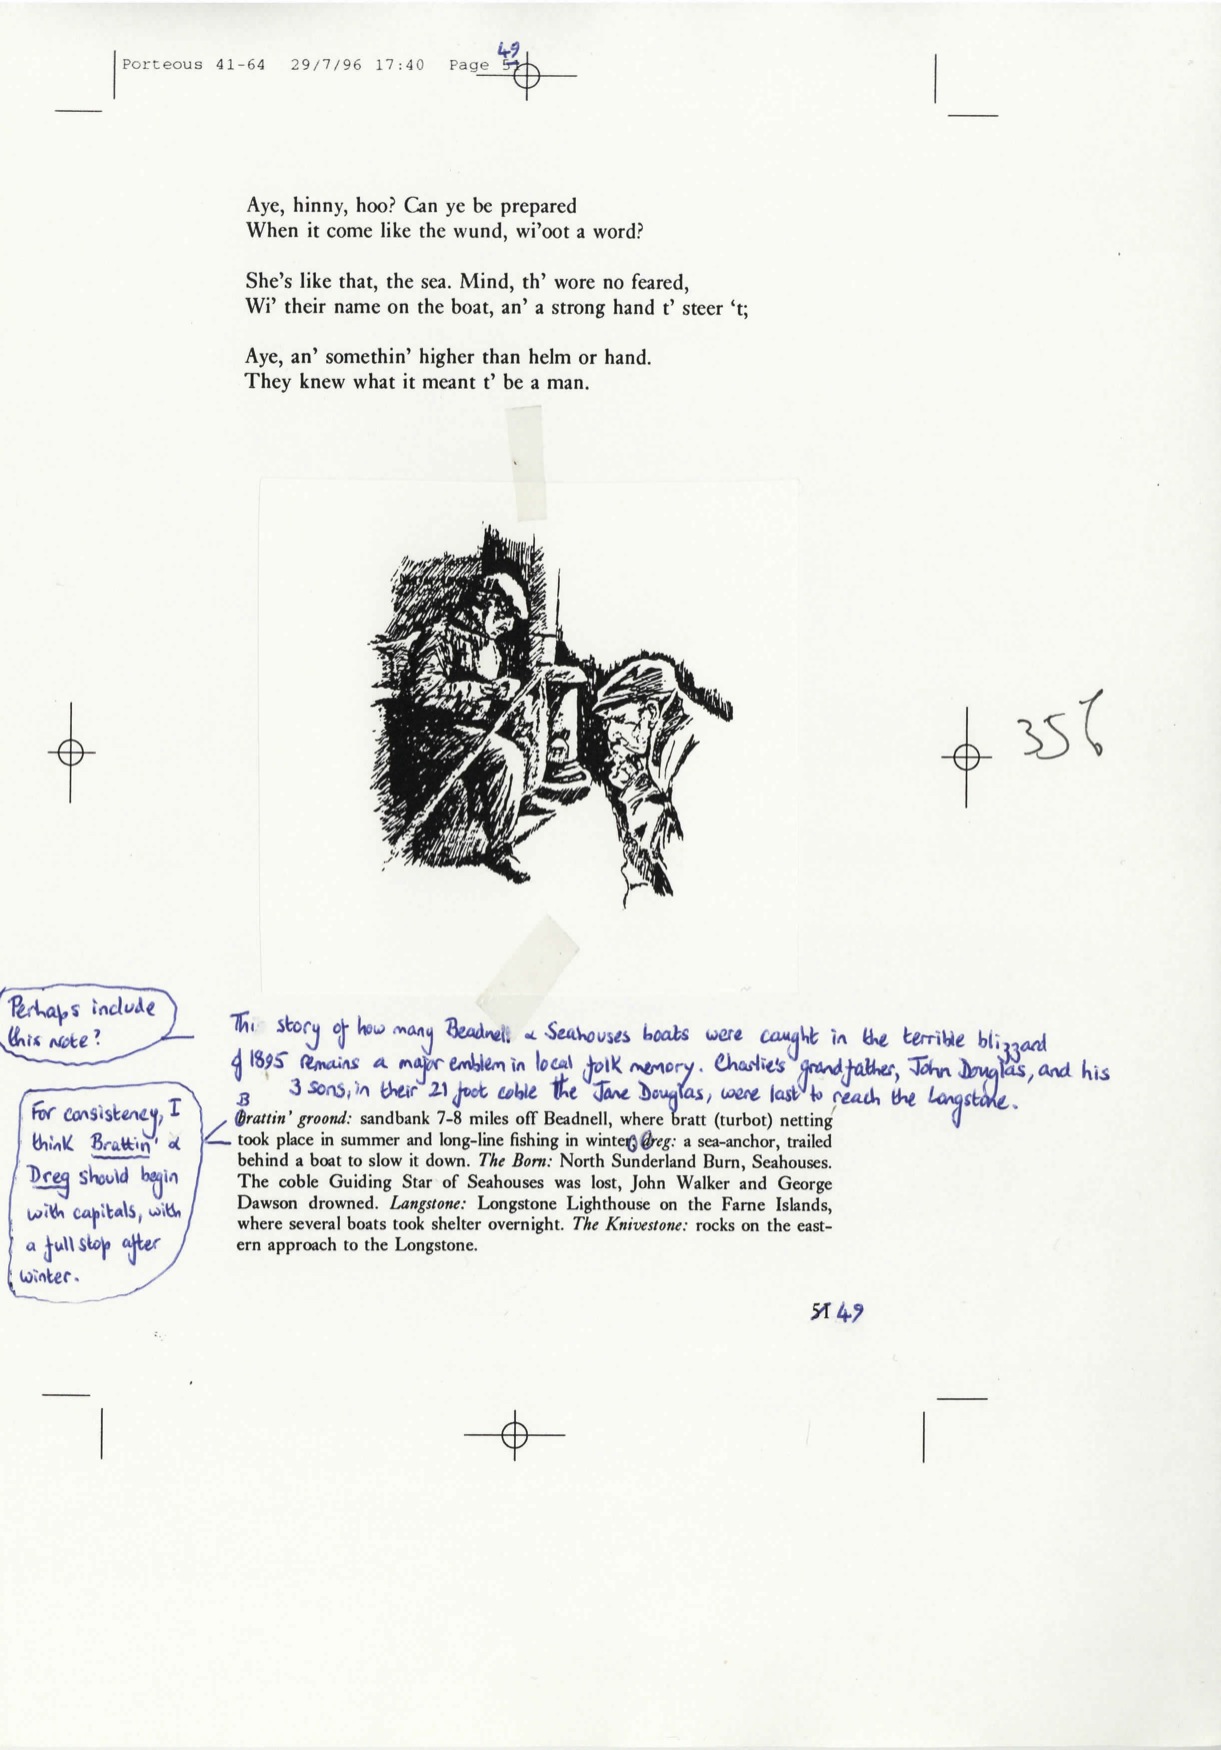 49
Porteous 41-64 29/7/96 17:40 Page 51
Aye, hinny, hoo? Can ye be prepared
When it come like the wund, wi'oot a word?
She's like that, the sea. Mind, th' wore no feared,
Wi' their name on the boat, an' a strong hand t' steer 't;
Aye, an' somethin' higher than helm or hand.
They knew what it meant t' be a man.
356
Perhaps include
this note?
The story of how many Beadnell & Seahouses boats were caught in the terrible blizzard
of 1895 remains a major emblem in local folk memory. Charlie's grandfather, John Douglas, and his
3 sons, in their 21 foot coble the Jane Douglas, were last to reach the Longstone.
For consistency, I
think Brattin' &
Dreg should begin
with capitals, with
a full stop after
winter.
B
brattin' groond: sandbank 7-8 miles off Beadnell, where bratt (turbot) netting
took place in summer and long-line fishing in winter; dreg: a sea-anchor, trailed
behind a boat to slow it down. The Born: North Sunderland Burn, Seahouses.
The coble Guiding Star of Seahouses was lost, John Walker and George
Dawson drowned. Langstone: Longstone Lighthouse on the Farne Islands,
where several boats took shelter overnight. The Knivestone: rocks on the east-
ern approach to the Longstone.
51 49